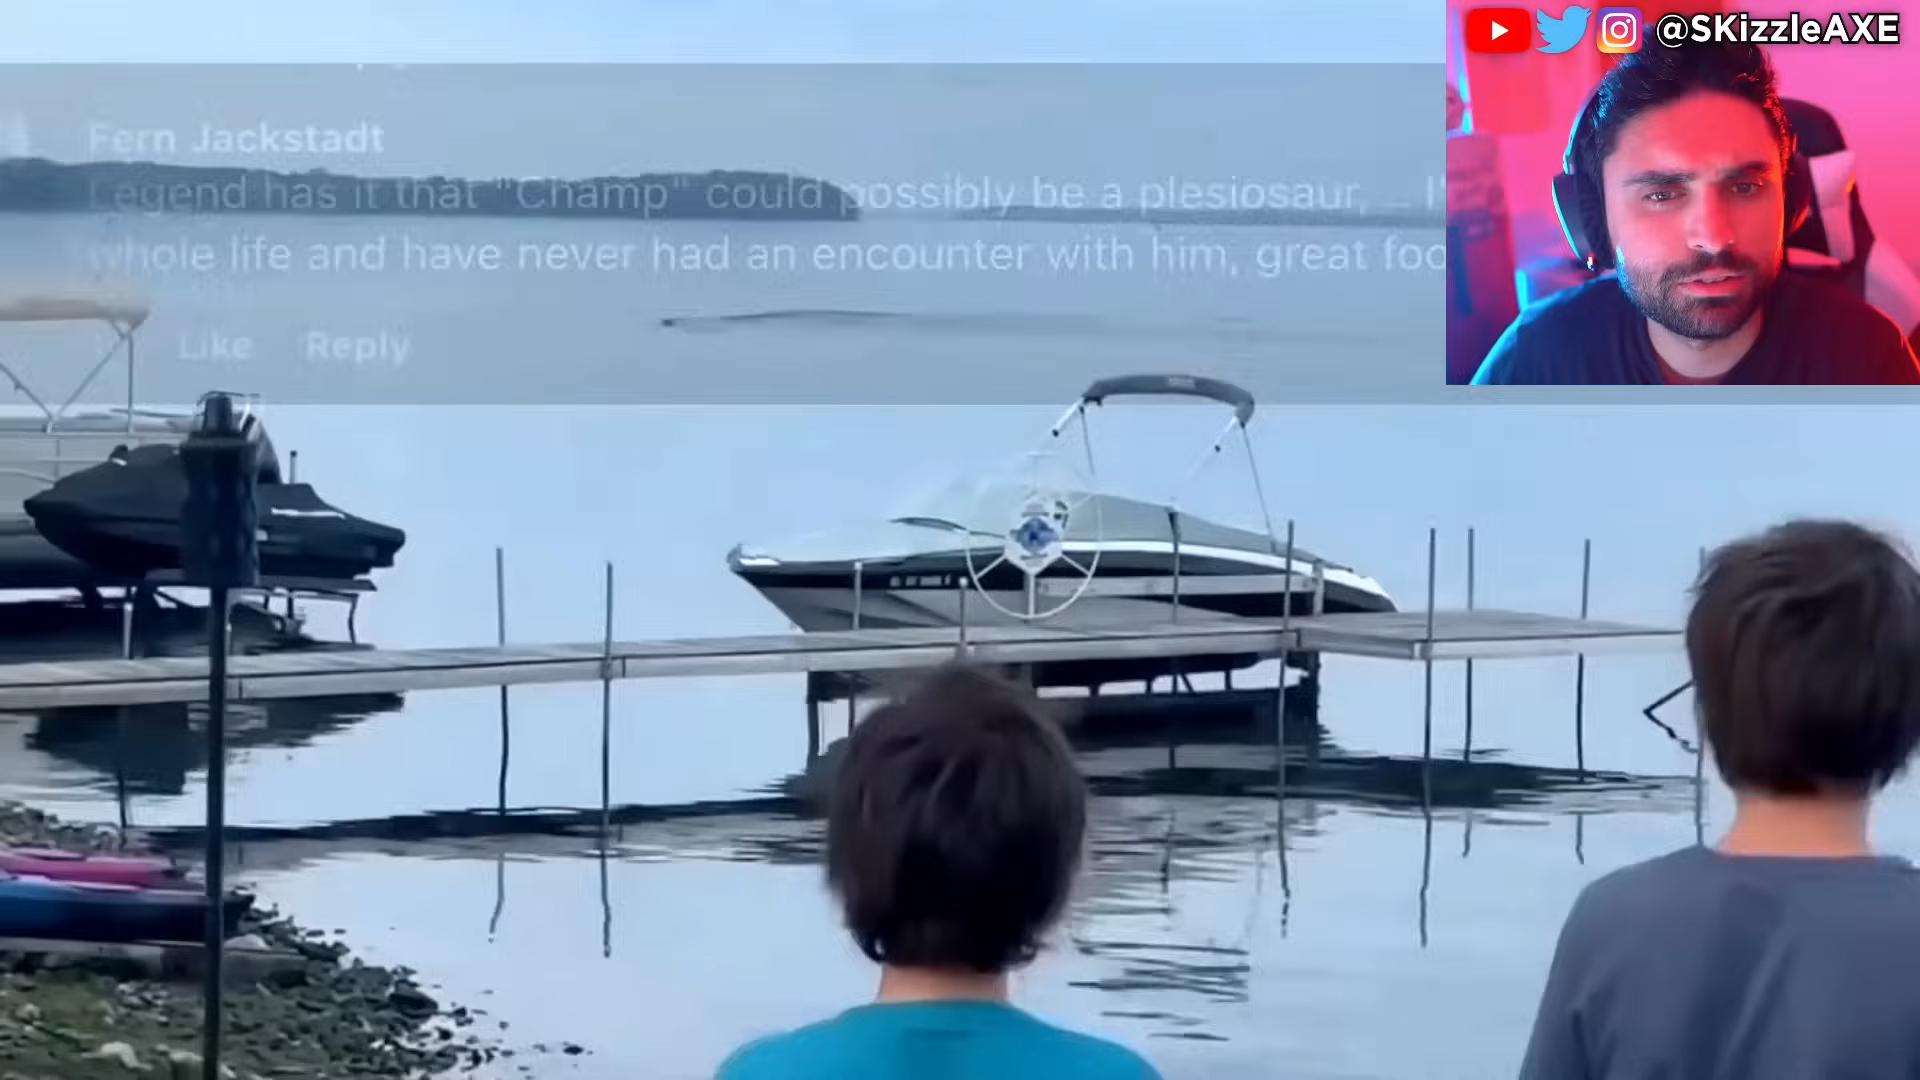 @SKizzleAXE
Fern Jackstadt
Legend has it that "Champ" could possibly be a plesiosaur, ... I'
whole life and have never had an encounter with him, great foo
Like Reply